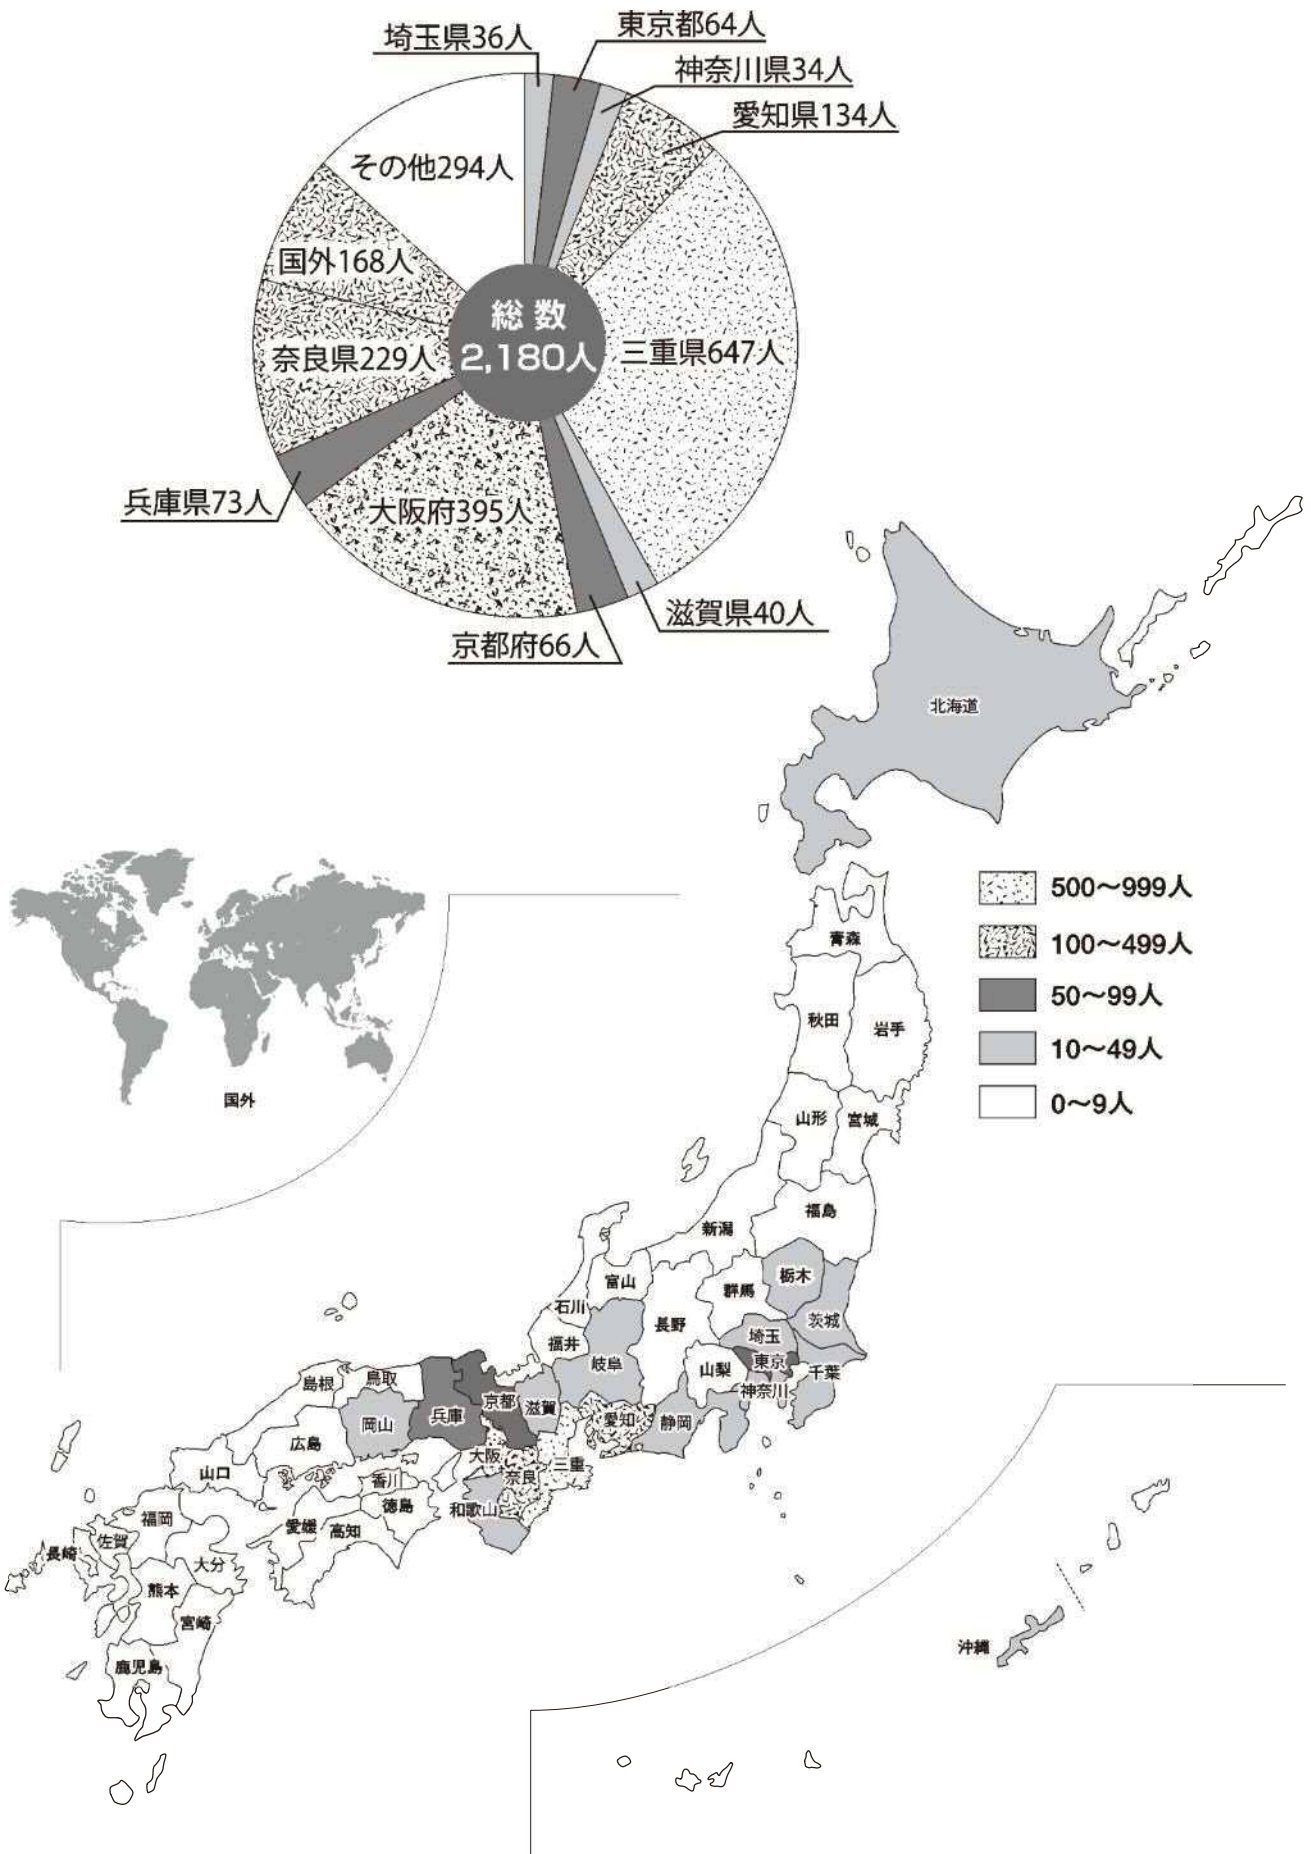 埼玉県36人
東京都64人
神奈川県34人
愛知県134人
その他294人
国外168人
総数
2,180人
三重県647人
奈良県229人
兵庫県73人
大阪府395人
滋賀県40人
京都府66人
北海道
500〜999人
100〜499人
50〜99人
10〜49人
0〜9人
国外
青森
秋田
岩手
山形
宮城
福島
新潟
富山
石川
福井
長野
群馬
栃木
茨城
埼玉
東京
千葉
神奈川
山梨
岐阜
静岡
愛知
滋賀
京都
兵庫
大阪
奈良
三重
和歌山
鳥取
島根
岡山
広島
山口
香川
徳島
愛媛
高知
福岡
佐賀
長崎
大分
熊本
宮崎
鹿児島
沖縄